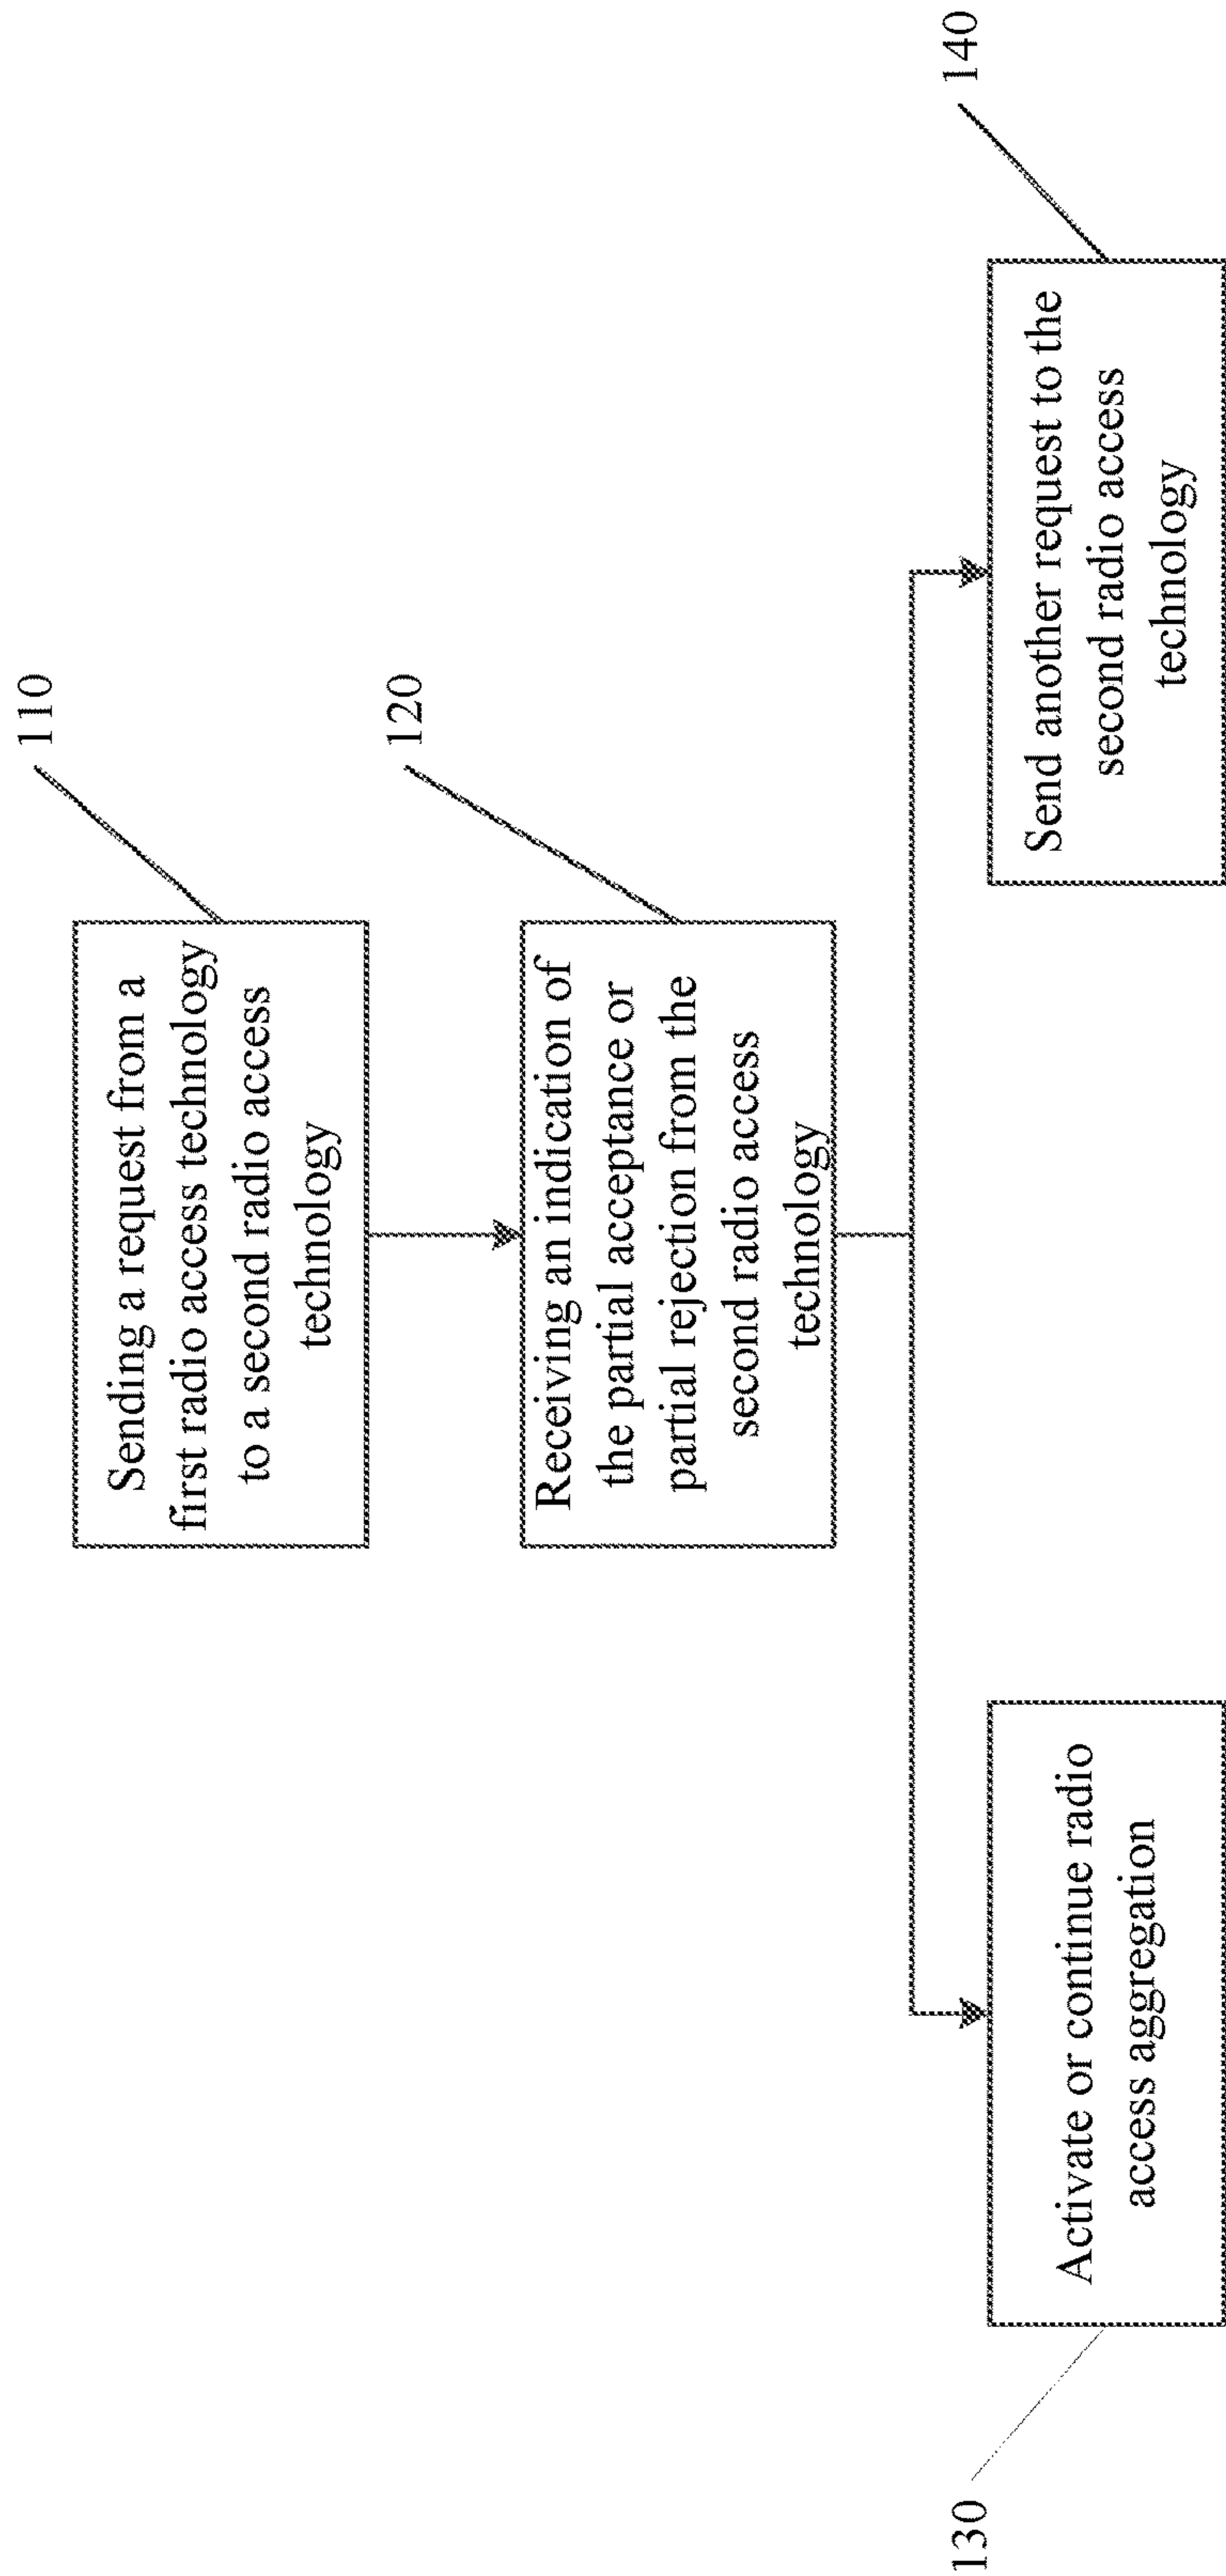 110
Sending a request from a
first radio access technology
to a second radio access
technology
120
Receiving an indication of
the partial acceptance or
partial rejection from the
second radio access
technology
130
Activate or continue radio
access aggregation
140
Send another request to the
second radio access
technology